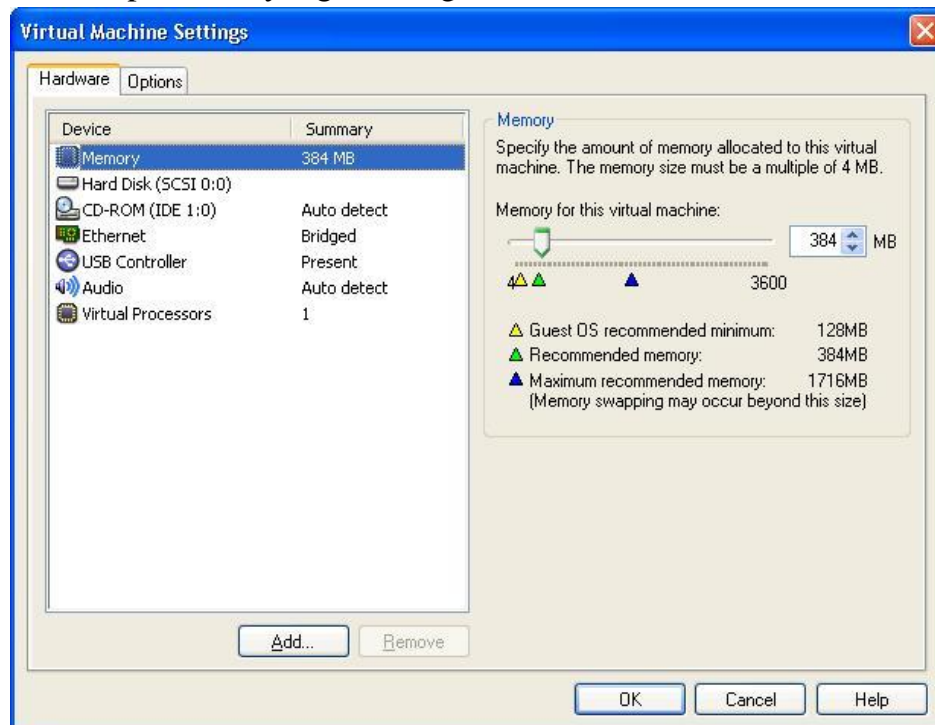 Virtual Machine Settings
Hardware
Options
Device Summary
Memory 384 MB
Hard Disk (SCSI 0:0)
CD-ROM (IDE 1:0) Auto detect
Ethernet Bridged
USB Controller Present
Audio Auto detect
Virtual Processors 1
Add...
Remove
Memory
Specify the amount of memory allocated to this virtual
machine. The memory size must be a multiple of 4 MB.
Memory for this virtual machine:
384 MB
4 3600
Guest OS recommended minimum: 128MB
Recommended memory: 384MB
Maximum recommended memory: 1716MB
(Memory swapping may occur beyond this size)
OK
Cancel
Help